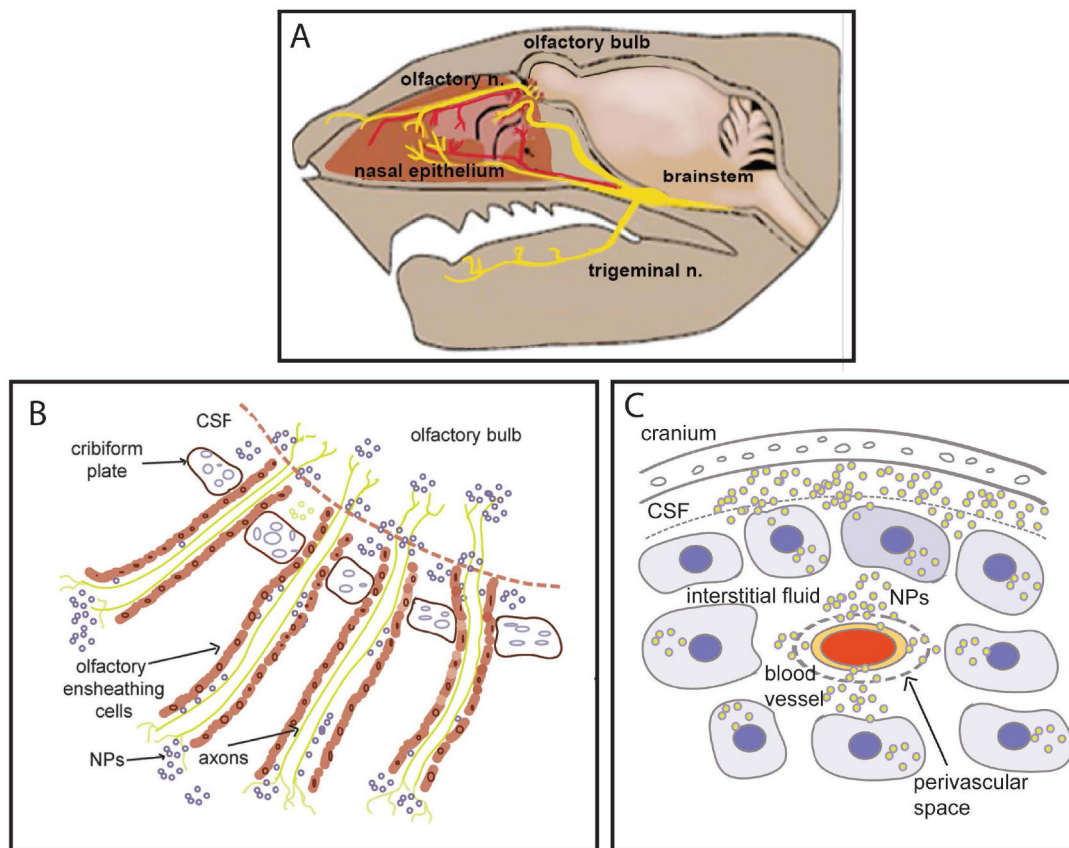 A
olfactory bulb
olfactory n.
nasal epithelium
brainstem
trigeminal n.
B
CSF
cribiform
plate
olfactory bulb
olfactory
ensheathing
cells
NPs
axons
C
cranium
CSF
interstitial fluid
NPs
blood
vessel
perivascular
space